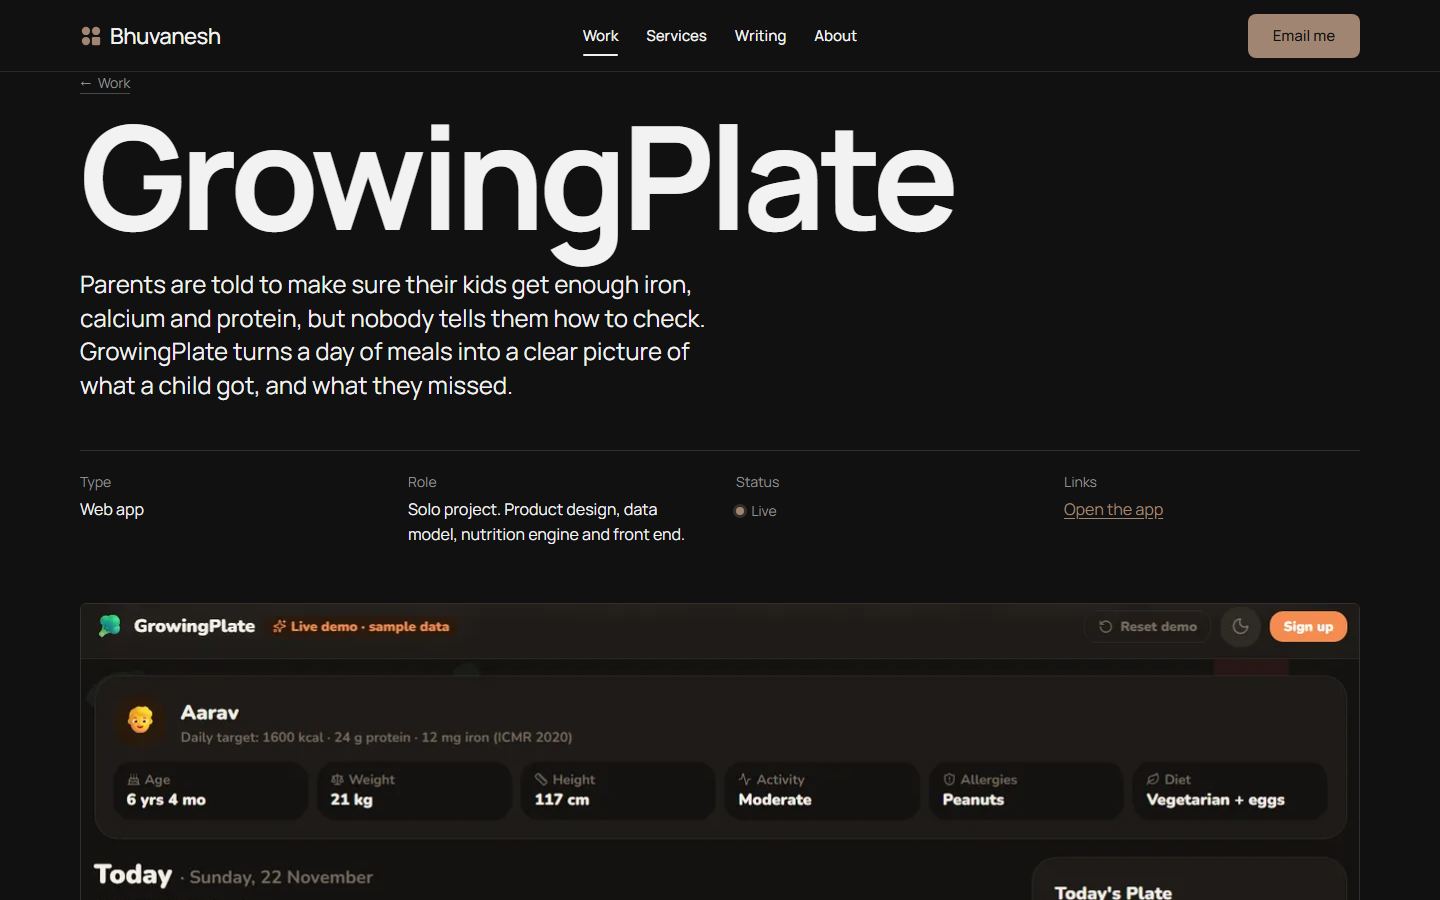 Bhuvanesh
Work Services Writing About
Email me
← Work
GrowingPlate
Parents are told to make sure their kids get enough iron,
calcium and protein, but nobody tells them how to check.
GrowingPlate turns a day of meals into a clear picture of
what a child got, and what they missed.
Type
Web app
Role
Solo project. Product design, data
model, nutrition engine and front end.
Status
Live
Links
Open the app
GrowingPlate
Live demo · sample data
Reset demo
Sign up
Aarav
Daily target: 1600 kcal · 24 g protein · 12 mg iron (ICMR 2020)
Age
6 yrs 4 mo
Weight
21 kg
Height
117 cm
Activity
Moderate
Allergies
Peanuts
Diet
Vegetarian + eggs
Today · Sunday, 22 November
Today's Plate